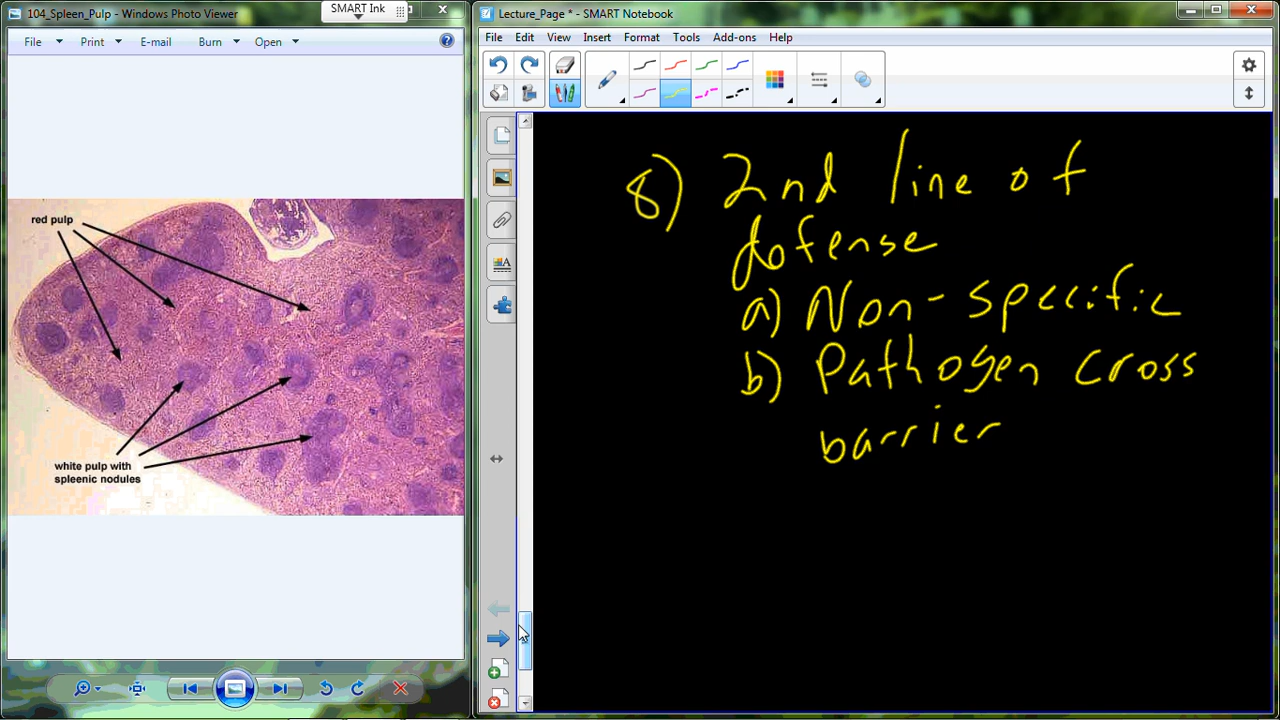 104_Spleen_Pulp - Windows Photo Viewer
SMART Ink
File Print E-mail Burn Open
red pulp
white pulp with
spleenic nodules
Lecture_Page * - SMART Notebook
File Edit View Insert Format Tools Add-ons Help
8) 2nd line of
dofense
a) Non-specific
b) Pathogen cross
barrier